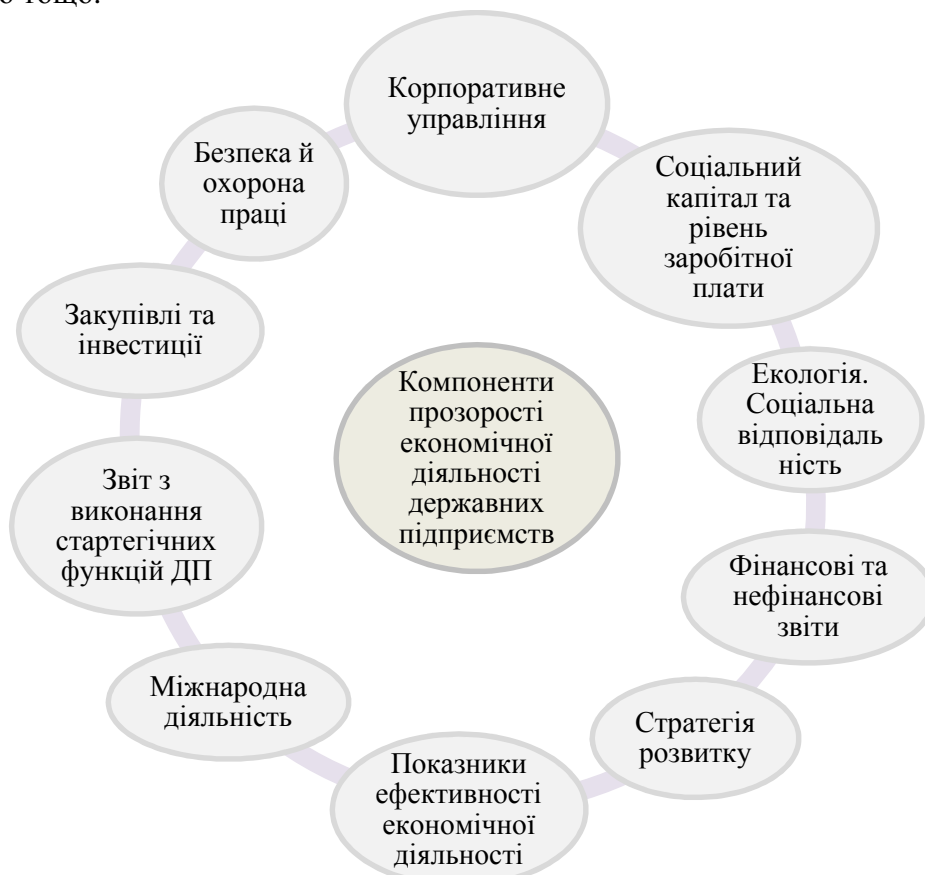 о тощо.
Корпоративне
управління
Соціальний
капітал та
рівень
заробітної
плати
Екологія.
Соціальна
відповідаль
ність
Фінансові та
нефінансові
звіти
Стратегія
розвитку
Показники
ефективності
економічної
діяльності
Міжнародна
діяльність
Звіт з
виконання
стартегічних
функцій ДП
Закупівлі та
інвестиції
Безпека й
охорона
праці
Компоненти
прозорості
економічної
діяльності
державних
підприємств